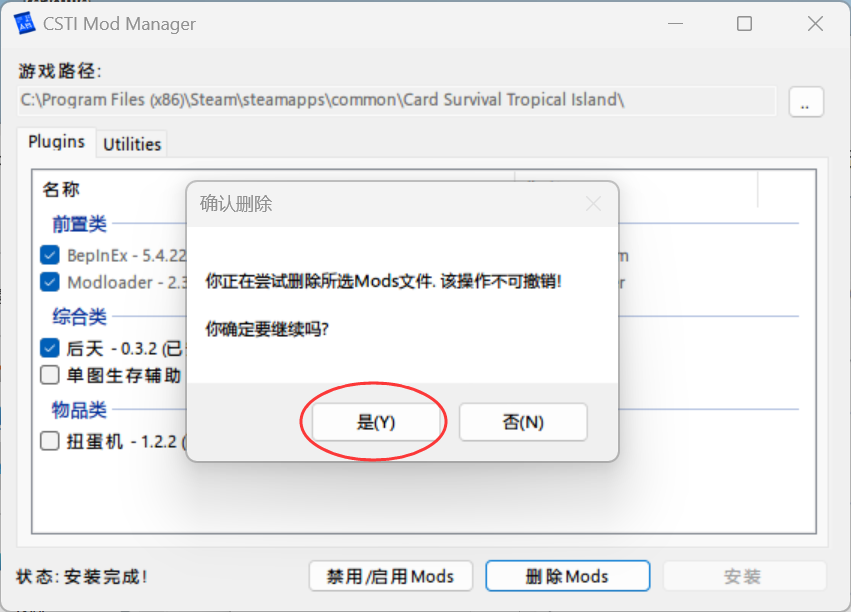 CSTI Mod Manager
游戏路径:
C:\Program Files (x86)\Steam\steamapps\common\Card Survival Tropical Island\
..
Plugins
Utilities
名称
确认删除
前置类
BepInEx - 5.4.22
Modloader - 2.3
你正在尝试删除所选Mods文件. 该操作不可撤销!
综合类
你确定要继续吗?
后天 - 0.3.2 (已
单图生存辅助
物品类
是(Y)
否(N)
扭蛋机 - 1.2.2 (
状态: 安装完成!
禁用/启用Mods
删除Mods
安装